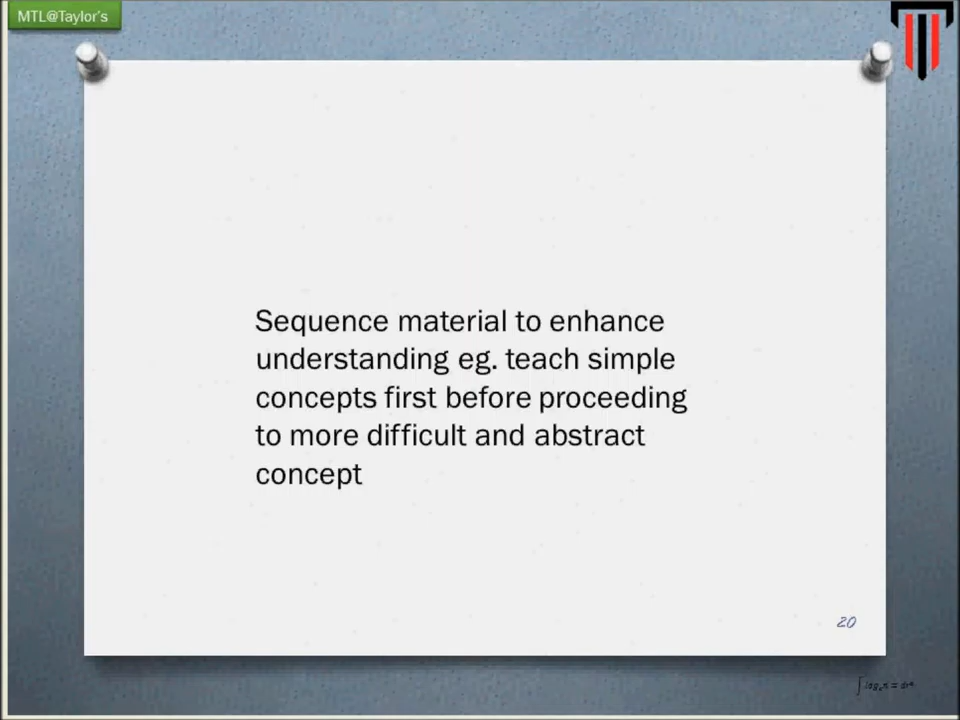 MTL@Taylor's
Sequence material to enhance
understanding eg. teach simple
concepts first before proceeding
to more difficult and abstract
concept
20